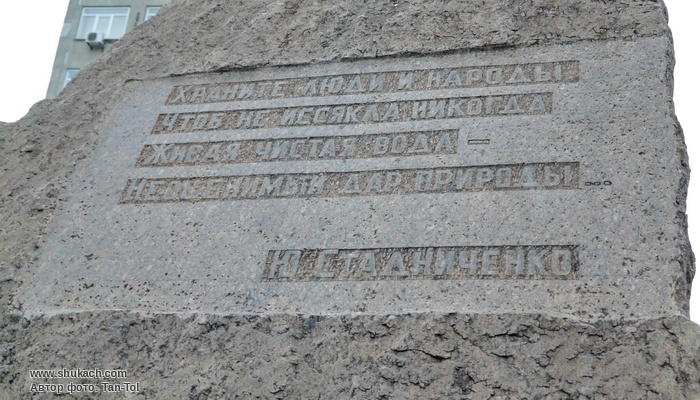 ХРАНИТЕ ЛЮДИ И НАРОДЫ
ЧТОБ НЕ ИССЯКЛА НИКОГДА
ЖИВАЯ ЧИСТАЯ ВОДА —
НЕОЦЕНИМЫЙ ДАР ПРИРОДЫ...
Ю. СТАДНИЧЕНКО
www.shukach.com
Автор фото: Tan-Tol